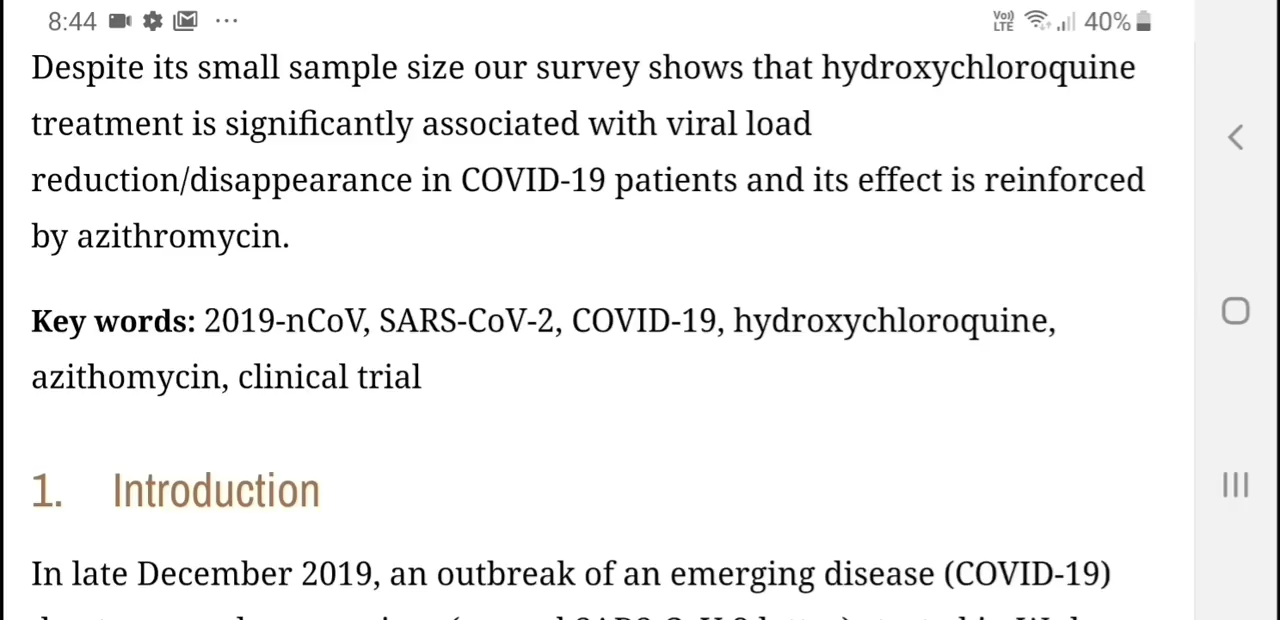 8:44 ... Vo)) LTE 40%
Despite its small sample size our survey shows that hydroxychloroquine
treatment is significantly associated with viral load
reduction/disappearance in COVID-19 patients and its effect is reinforced
by azithromycin.
Key words: 2019-nCoV, SARS-CoV-2, COVID-19, hydroxychloroquine,
azithomycin, clinical trial
1. Introduction
In late December 2019, an outbreak of an emerging disease (COVID-19)